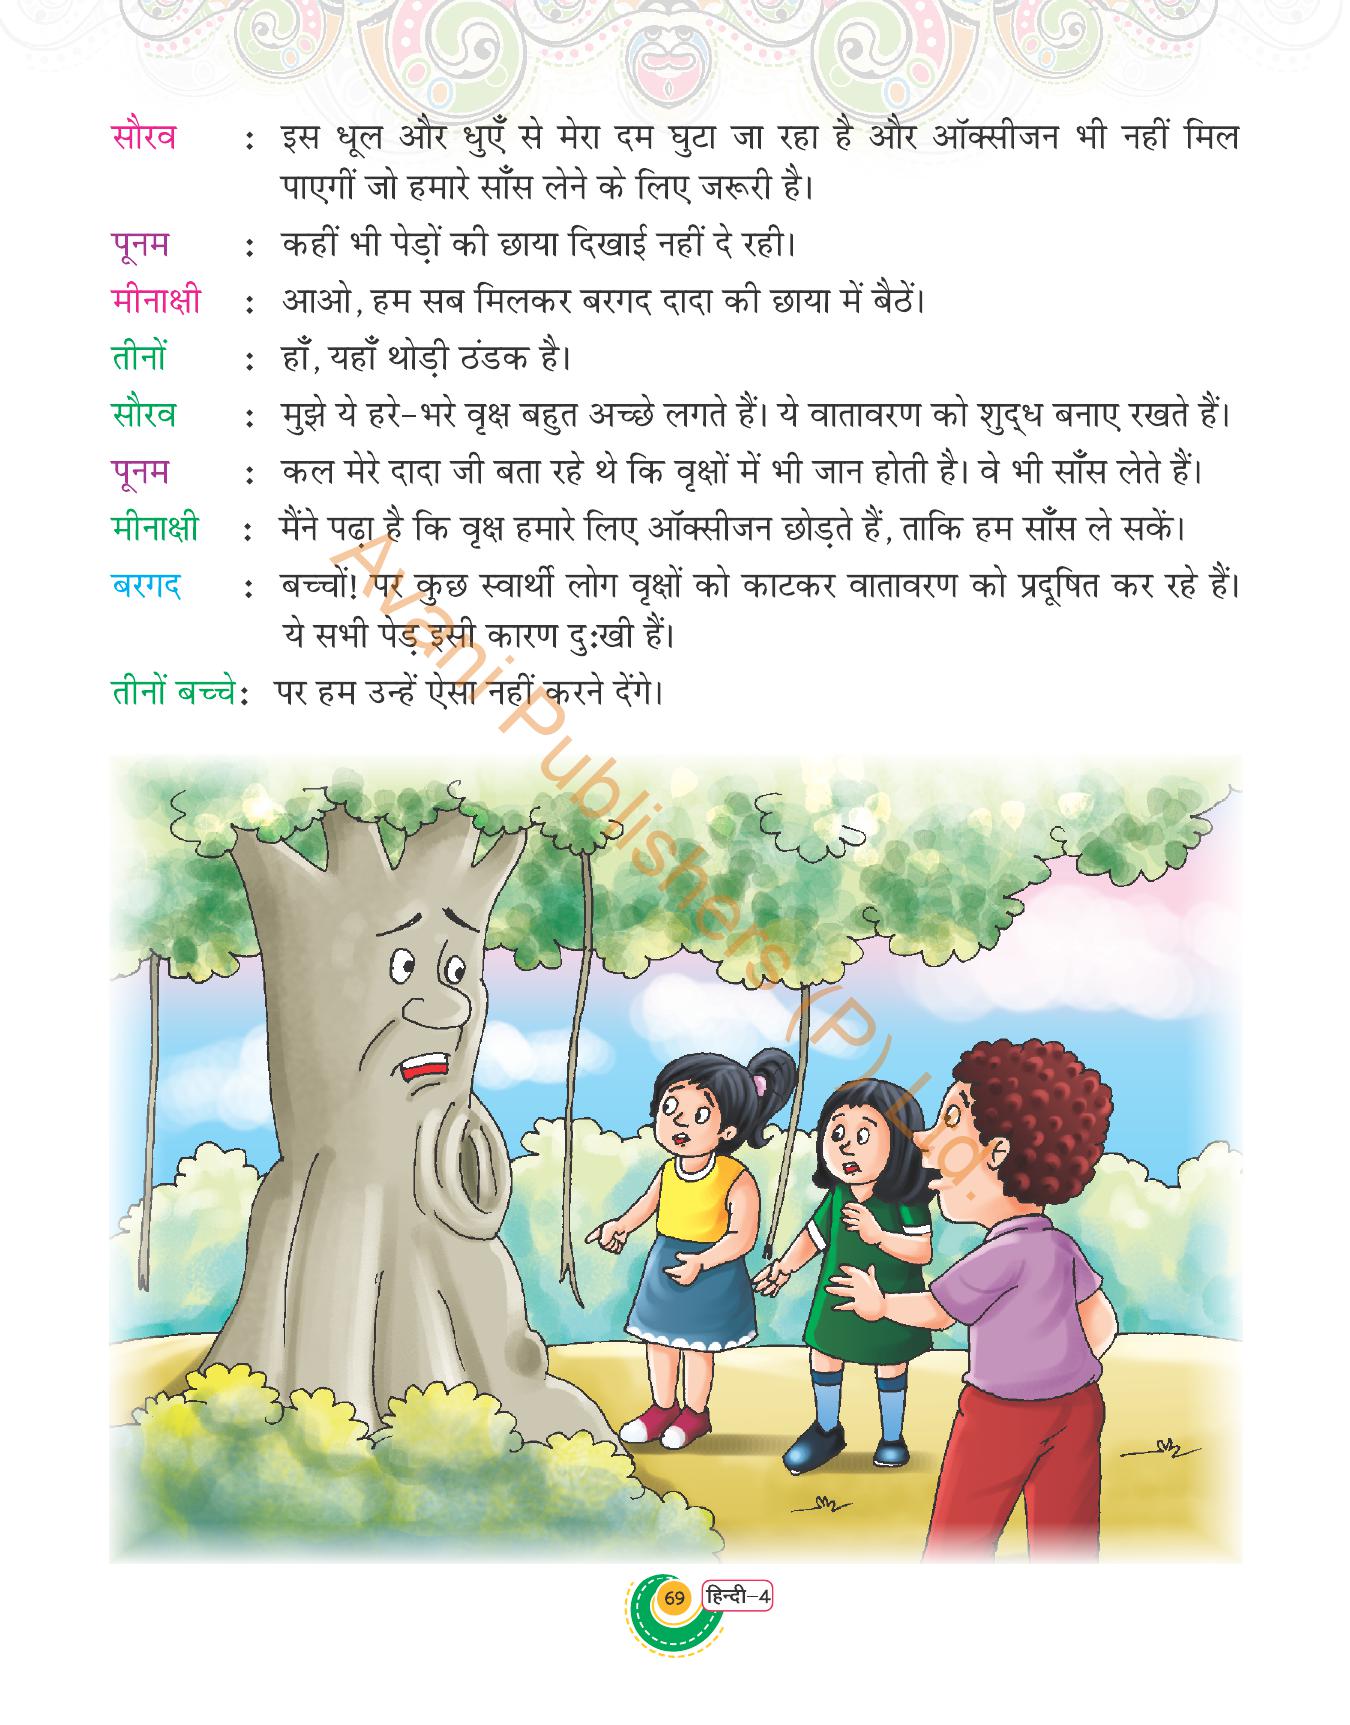 सौरव : इस धूल और धुएँ से मेरा दम घुटा जा रहा है और ऑक्सीजन भी नहीं मिल
पाएगीं जो हमारे साँस लेने के लिए जरूरी है।
पूनम : कहीं भी पेड़ों की छाया दिखाई नहीं दे रही।
मीनाक्षी : आओ, हम सब मिलकर बरगद दादा की छाया में बैठें।
तीनों : हाँ, यहाँ थोड़ी ठंडक है।
सौरव : मुझे ये हरे-भरे वृक्ष बहुत अच्छे लगते हैं। ये वातावरण को शुद्ध बनाए रखते हैं।
पूनम : कल मेरे दादा जी बता रहे थे कि वृक्षों में भी जान होती है। वे भी साँस लेते हैं।
मीनाक्षी : मैंने पढ़ा है कि वृक्ष हमारे लिए ऑक्सीजन छोड़ते हैं, ताकि हम साँस ले सकें।
बरगद : बच्चों! पर कुछ स्वार्थी लोग वृक्षों को काटकर वातावरण को प्रदूषित कर रहे हैं।
ये सभी पेड़ इसी कारण दुःखी हैं।
तीनों बच्चे: पर हम उन्हें ऐसा नहीं करने देंगे।
Avani Publishers (P) Ltd.
69 हिन्दी-4